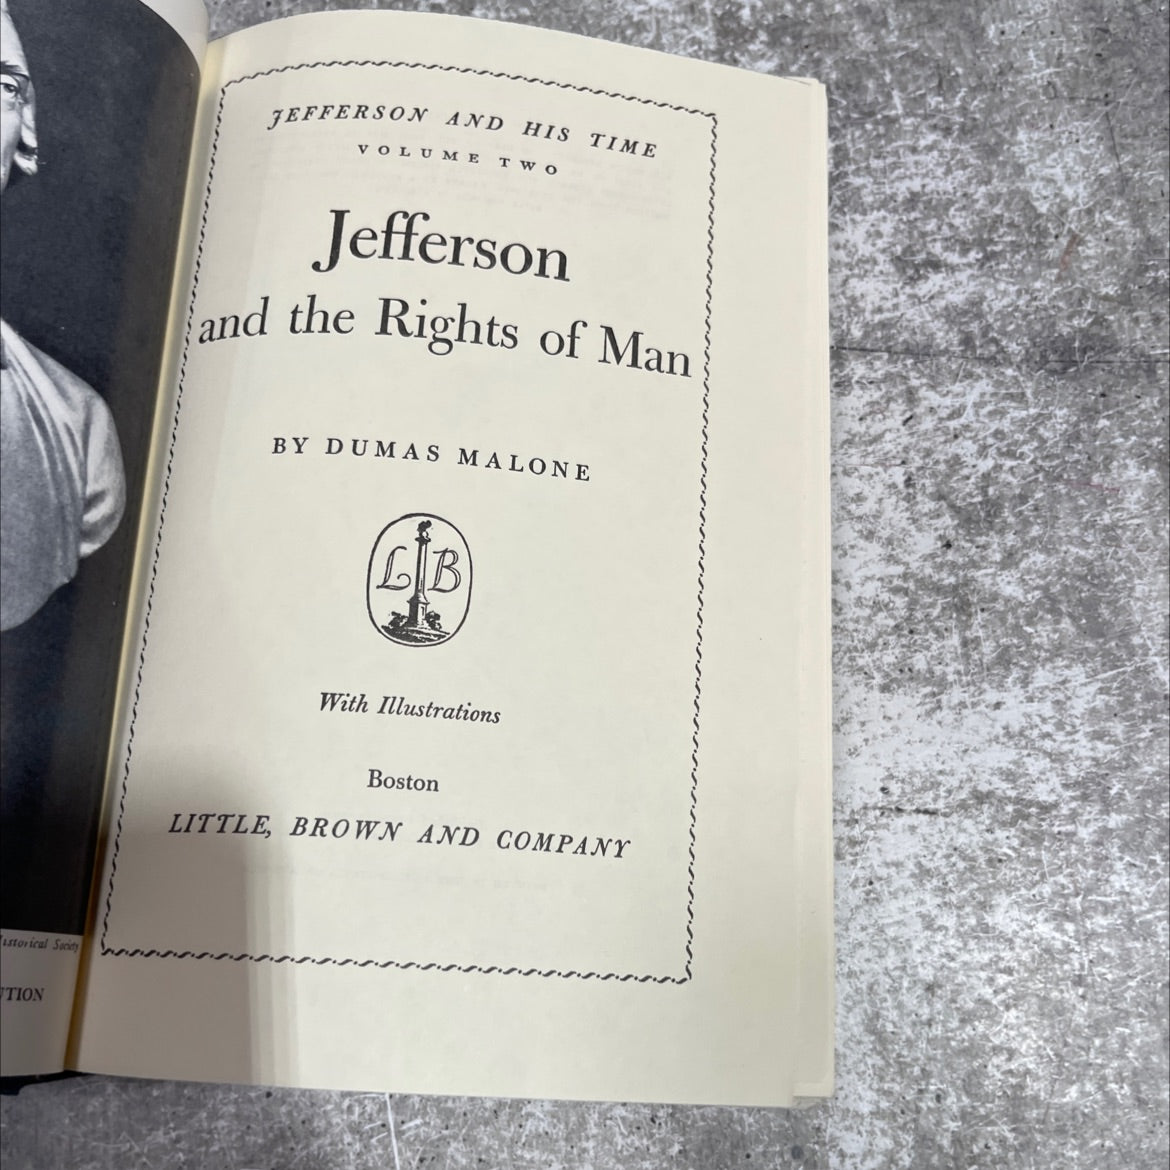 JEFFERSON AND HIS TIME
VOLUME TWO
Jefferson
and the Rights of Man
BY DUMAS MALONE
L B
With Illustrations
Boston
LITTLE, BROWN AND COMPANY
Historical Society